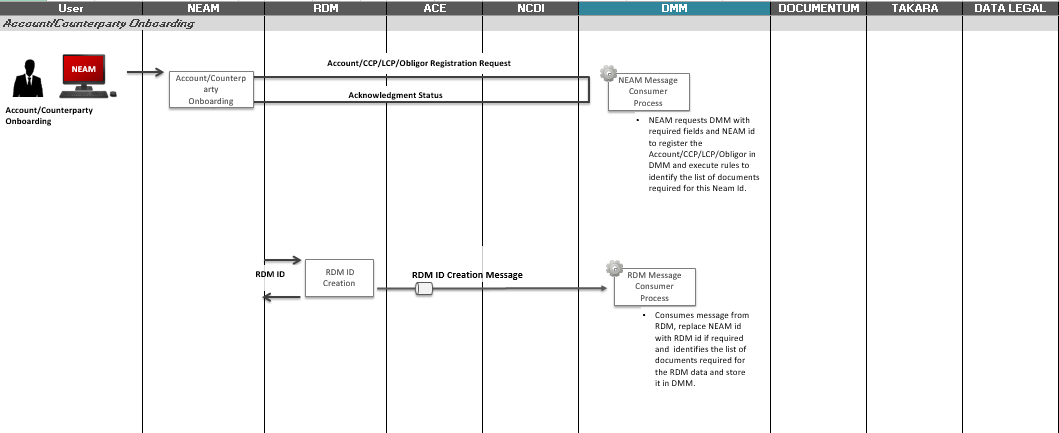 User NEAM RDM ACE NCDI DMM DOCUMENTUM TAKARA DATA LEGAL
Account/Counterparty Onboarding
NEAM
Account/Counterparty
Onboarding
Account/Counterp
arty
Onboarding
Account/CCP/LCP/Obligor Registration Request
Acknowledgment Status
NEAM Message
Consumer
Process
• NEAM requests DMM with
required fields and NEAM id
to register the
Account/CCP/LCP/Obligor in
DMM and execute rules to
identify the list of documents
required for this Neam Id.
RDM ID
RDM ID
Creation
RDM ID Creation Message
RDM Message
Consumer
Process
• Consumes message from
RDM, replace NEAM id
with RDM id if required
and identifies the list of
documents required for
the RDM data and store
it in DMM.